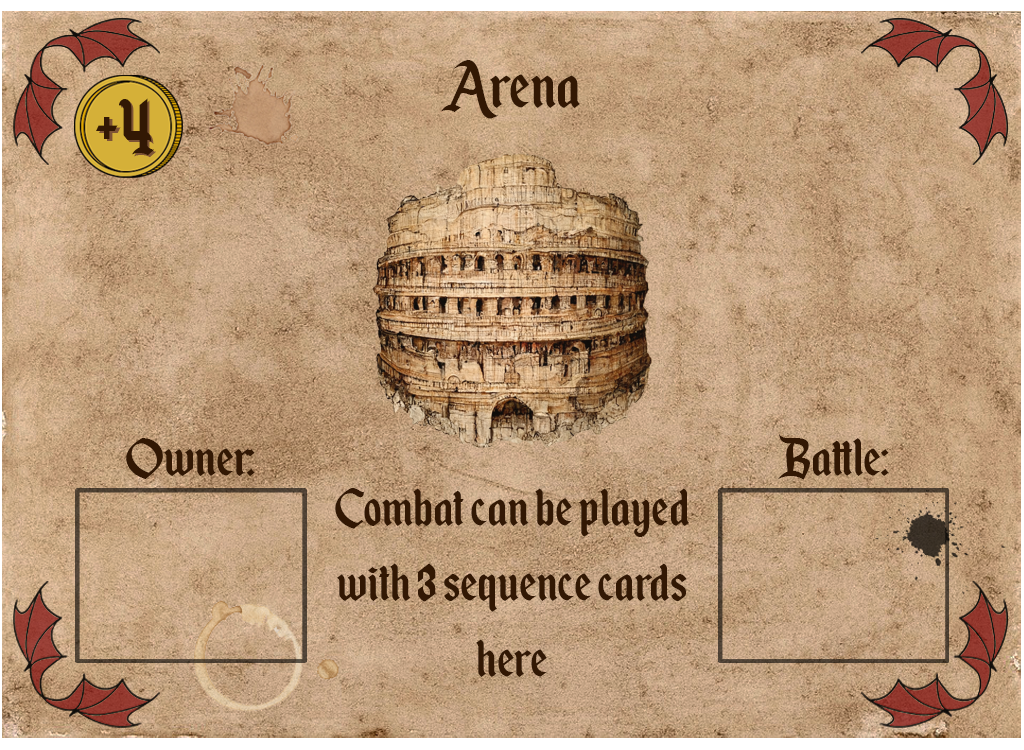 Arena
+4
Owner:
Battle:
Combat can be played
with 3 sequence cards
here